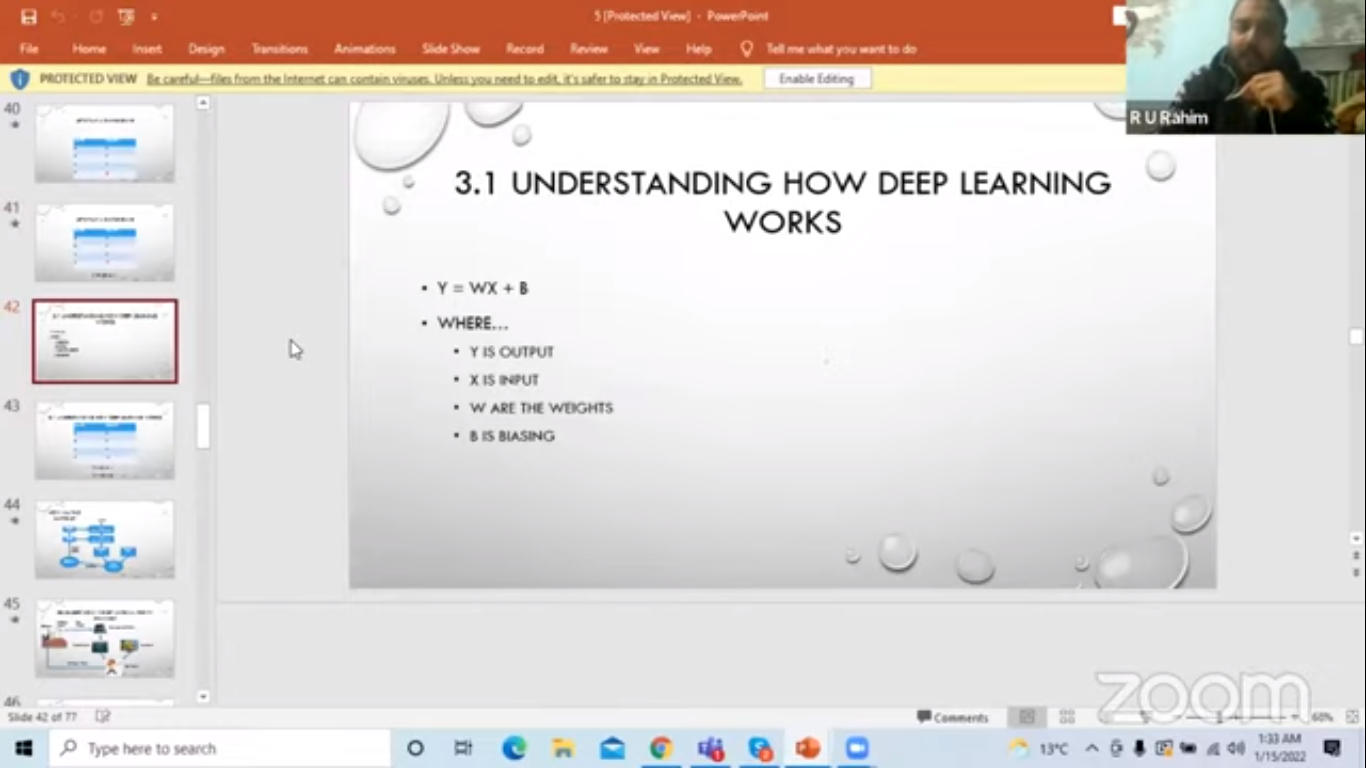 5 [Protected View] - PowerPoint
File Home Insert Design Transitions Animations Slide Show Record Review View Help Tell me what you want to do
PROTECTED VIEW Be careful—files from the Internet can contain viruses. Unless you need to edit, it's safer to stay in Protected View. Enable Editing
R U Rahim
40
41
42
43
44
45
46
3.1 UNDERSTANDING HOW DEEP LEARNING
WORKS
• Y = WX + B
• WHERE...
• Y IS OUTPUT
• X IS INPUT
• W ARE THE WEIGHTS
• B IS BIASING
zoom
Slide 42 of 77 Comments 60%
Type here to search 13°C 1:33 AM
1/15/2022